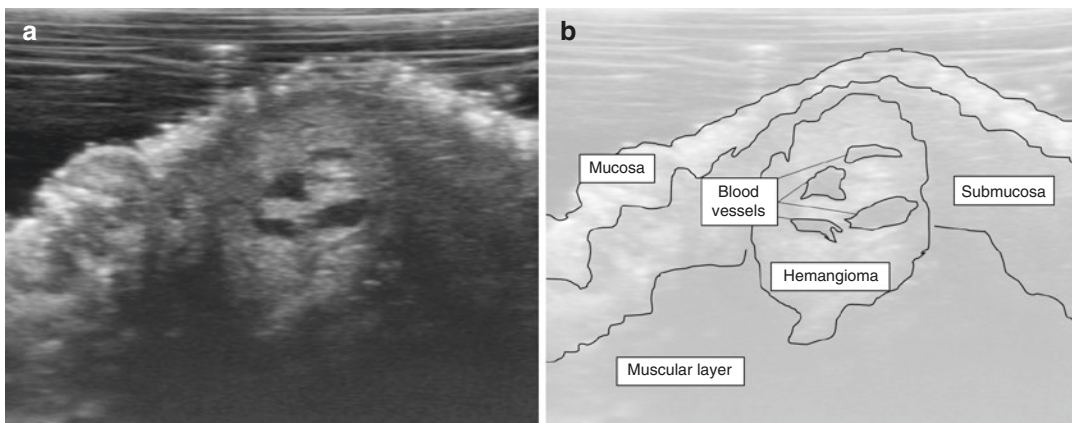 a
b
Mucosa
Blood
vessels
Submucosa
Hemangioma
Muscular layer